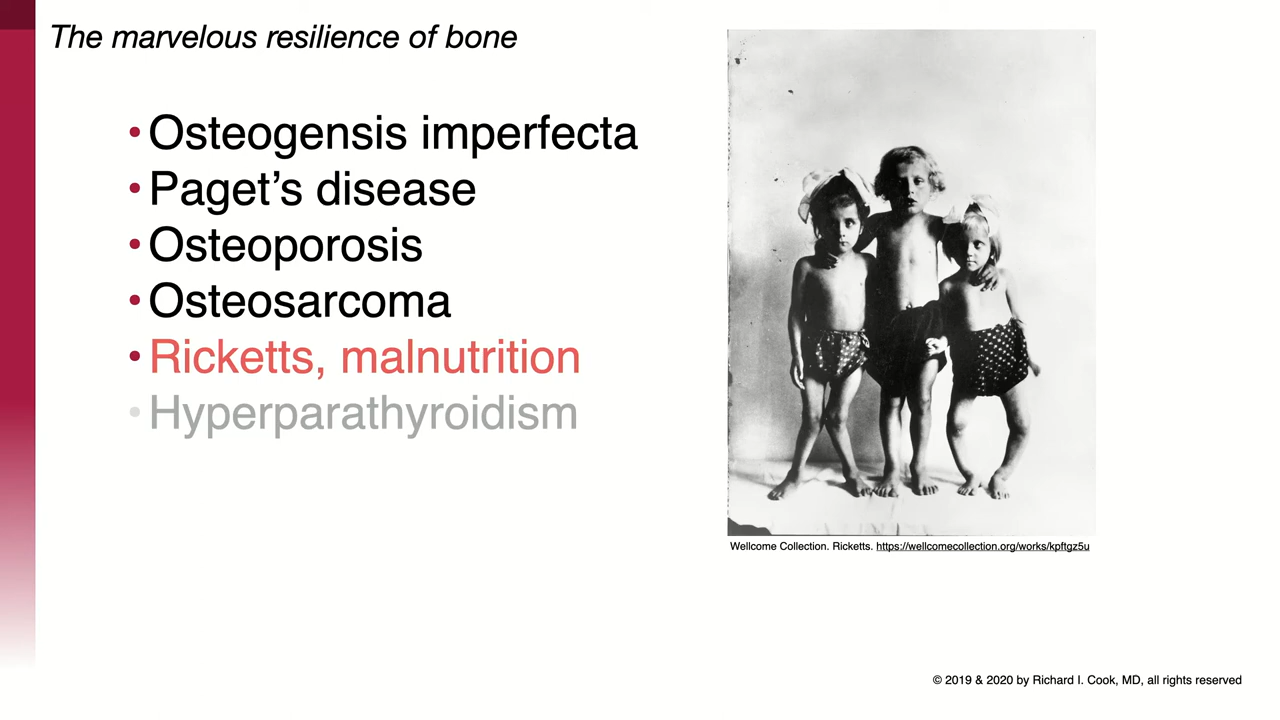 The marvelous resilience of bone
•Osteogensis imperfecta
•Paget’s disease
•Osteoporosis
•Osteosarcoma
•Ricketts, malnutrition
•Hyperparathyroidism
Wellcome Collection. Ricketts. https://wellcomecollection.org/works/kpftgz5u
© 2019 & 2020 by Richard I. Cook, MD, all rights reserved